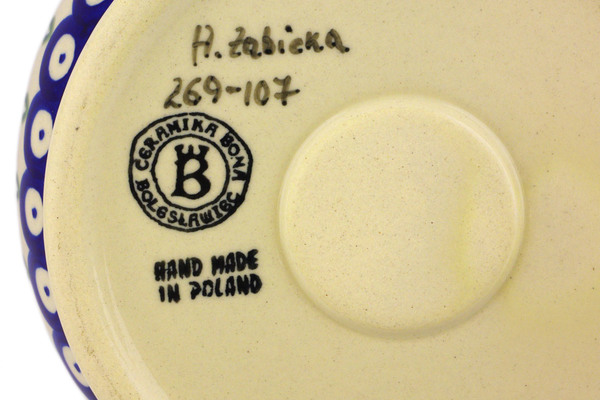 H. Żabicka
269-107
CERAMIKA BONA
B
BOLESŁAWIEC
HAND MADE
IN POLAND